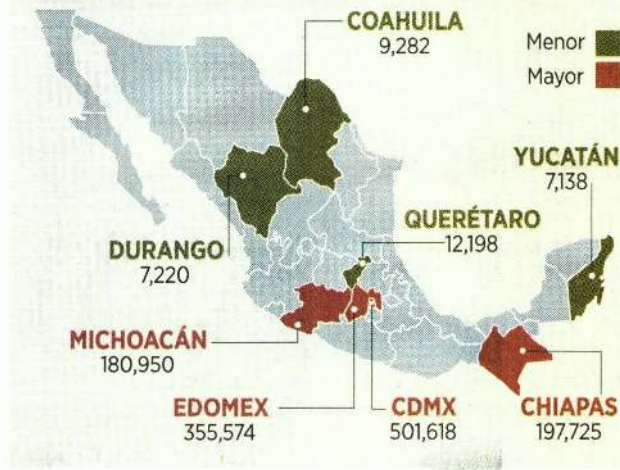 COAHUILA
9,282
Menor
Mayor
YUCATÁN
7,138
QUERÉTARO
12,198
DURANGO
7,220
MICHOACÁN
180,950
EDOMEX
355,574
CDMX
501,618
CHIAPAS
197,725